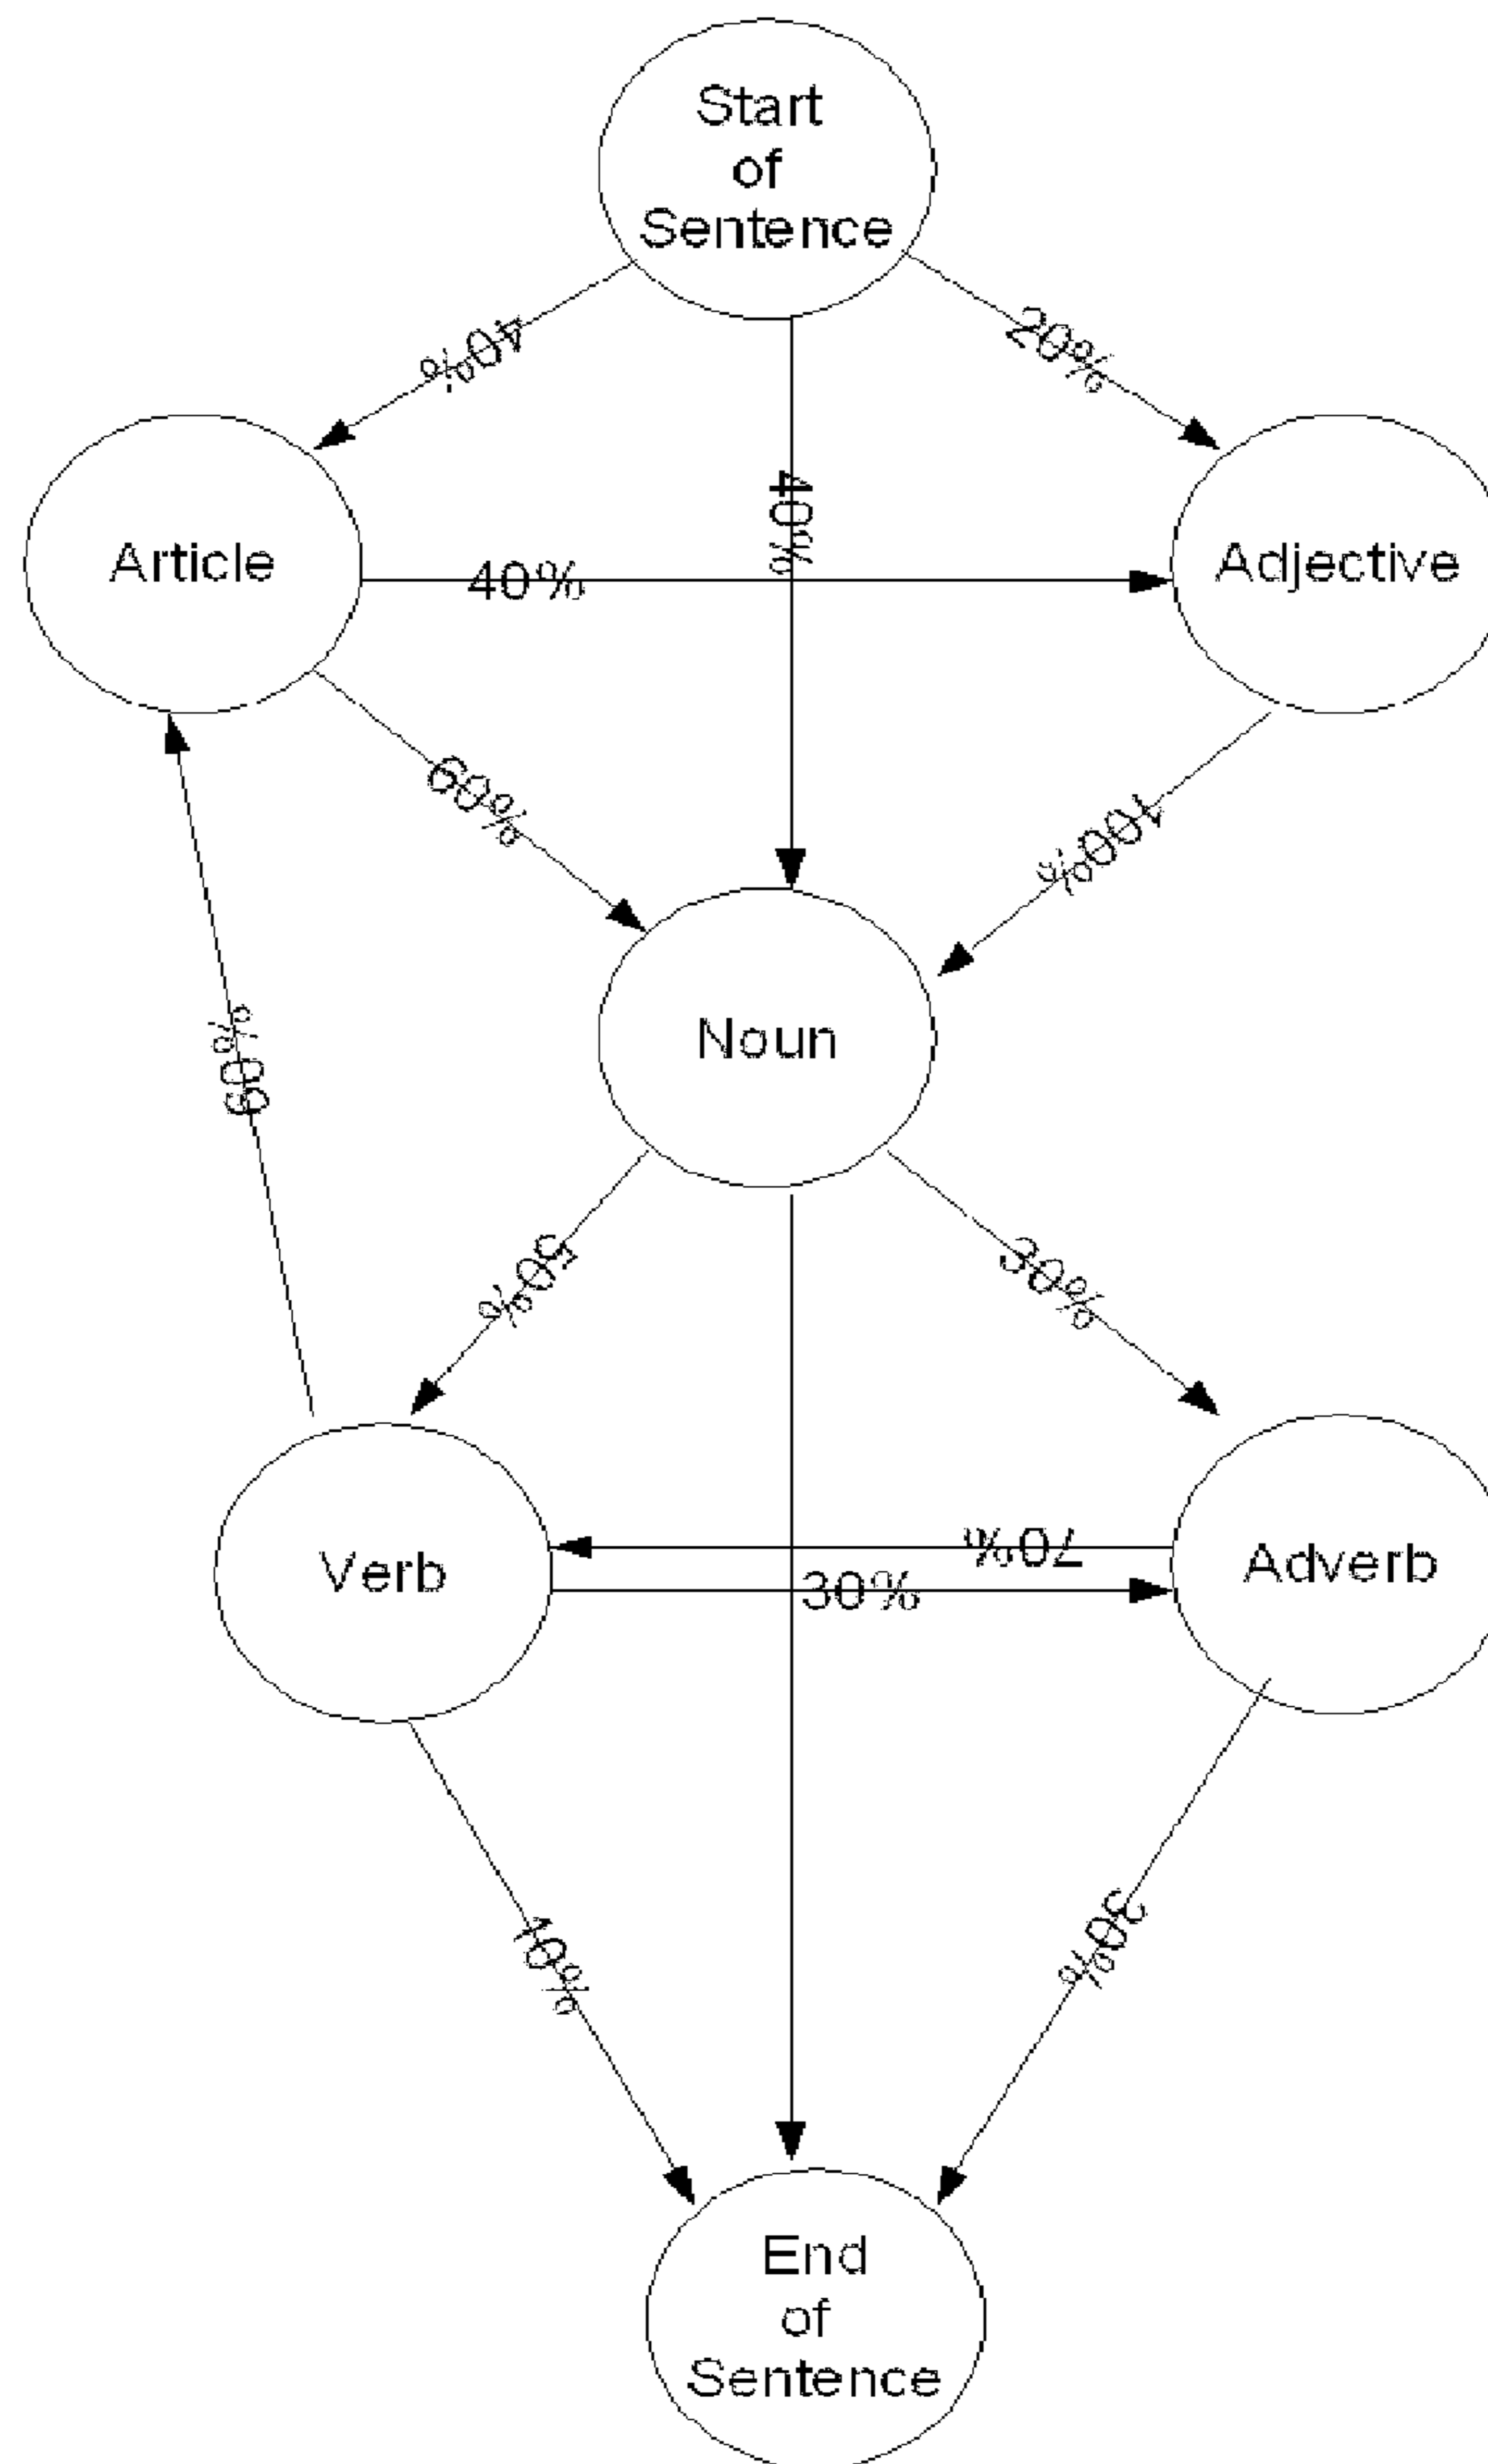 Start
of
Sentence
40%
20%
40%
Article
40%
Adjective
60%
100%
Noun
60%
50%
30%
Verb
70%
30%
Adverb
10%
30%
End
of
Sentence